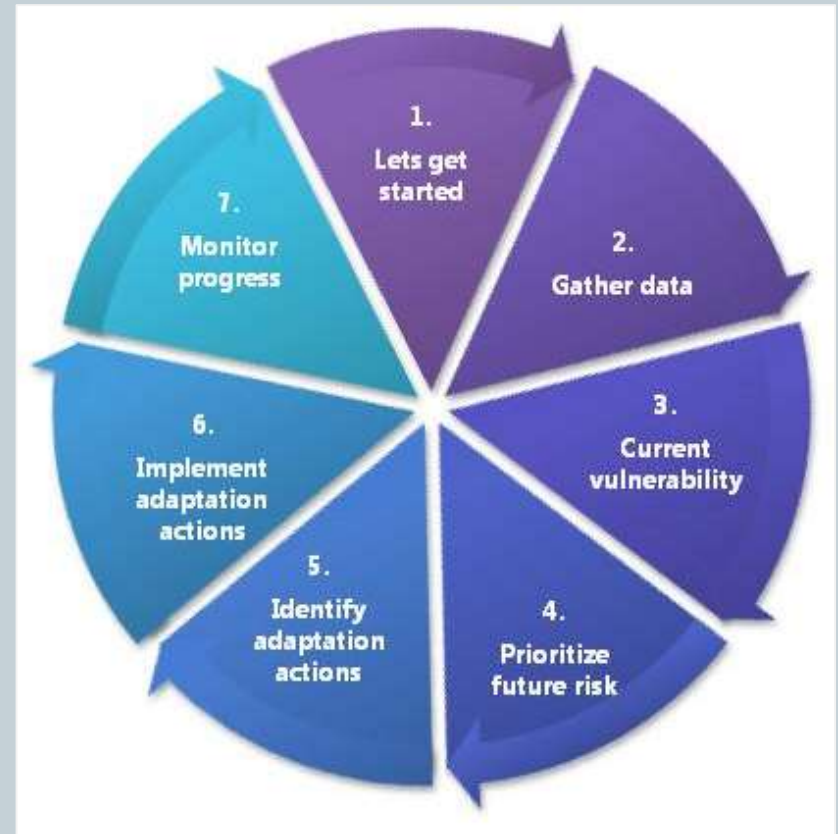 1.
Lets get
started
2.
Gather data
3.
Current
vulnerability
4.
Prioritize
future risk
5.
Identify
adaptation
actions
6.
Implement
adaptation
actions
7.
Monitor
progress